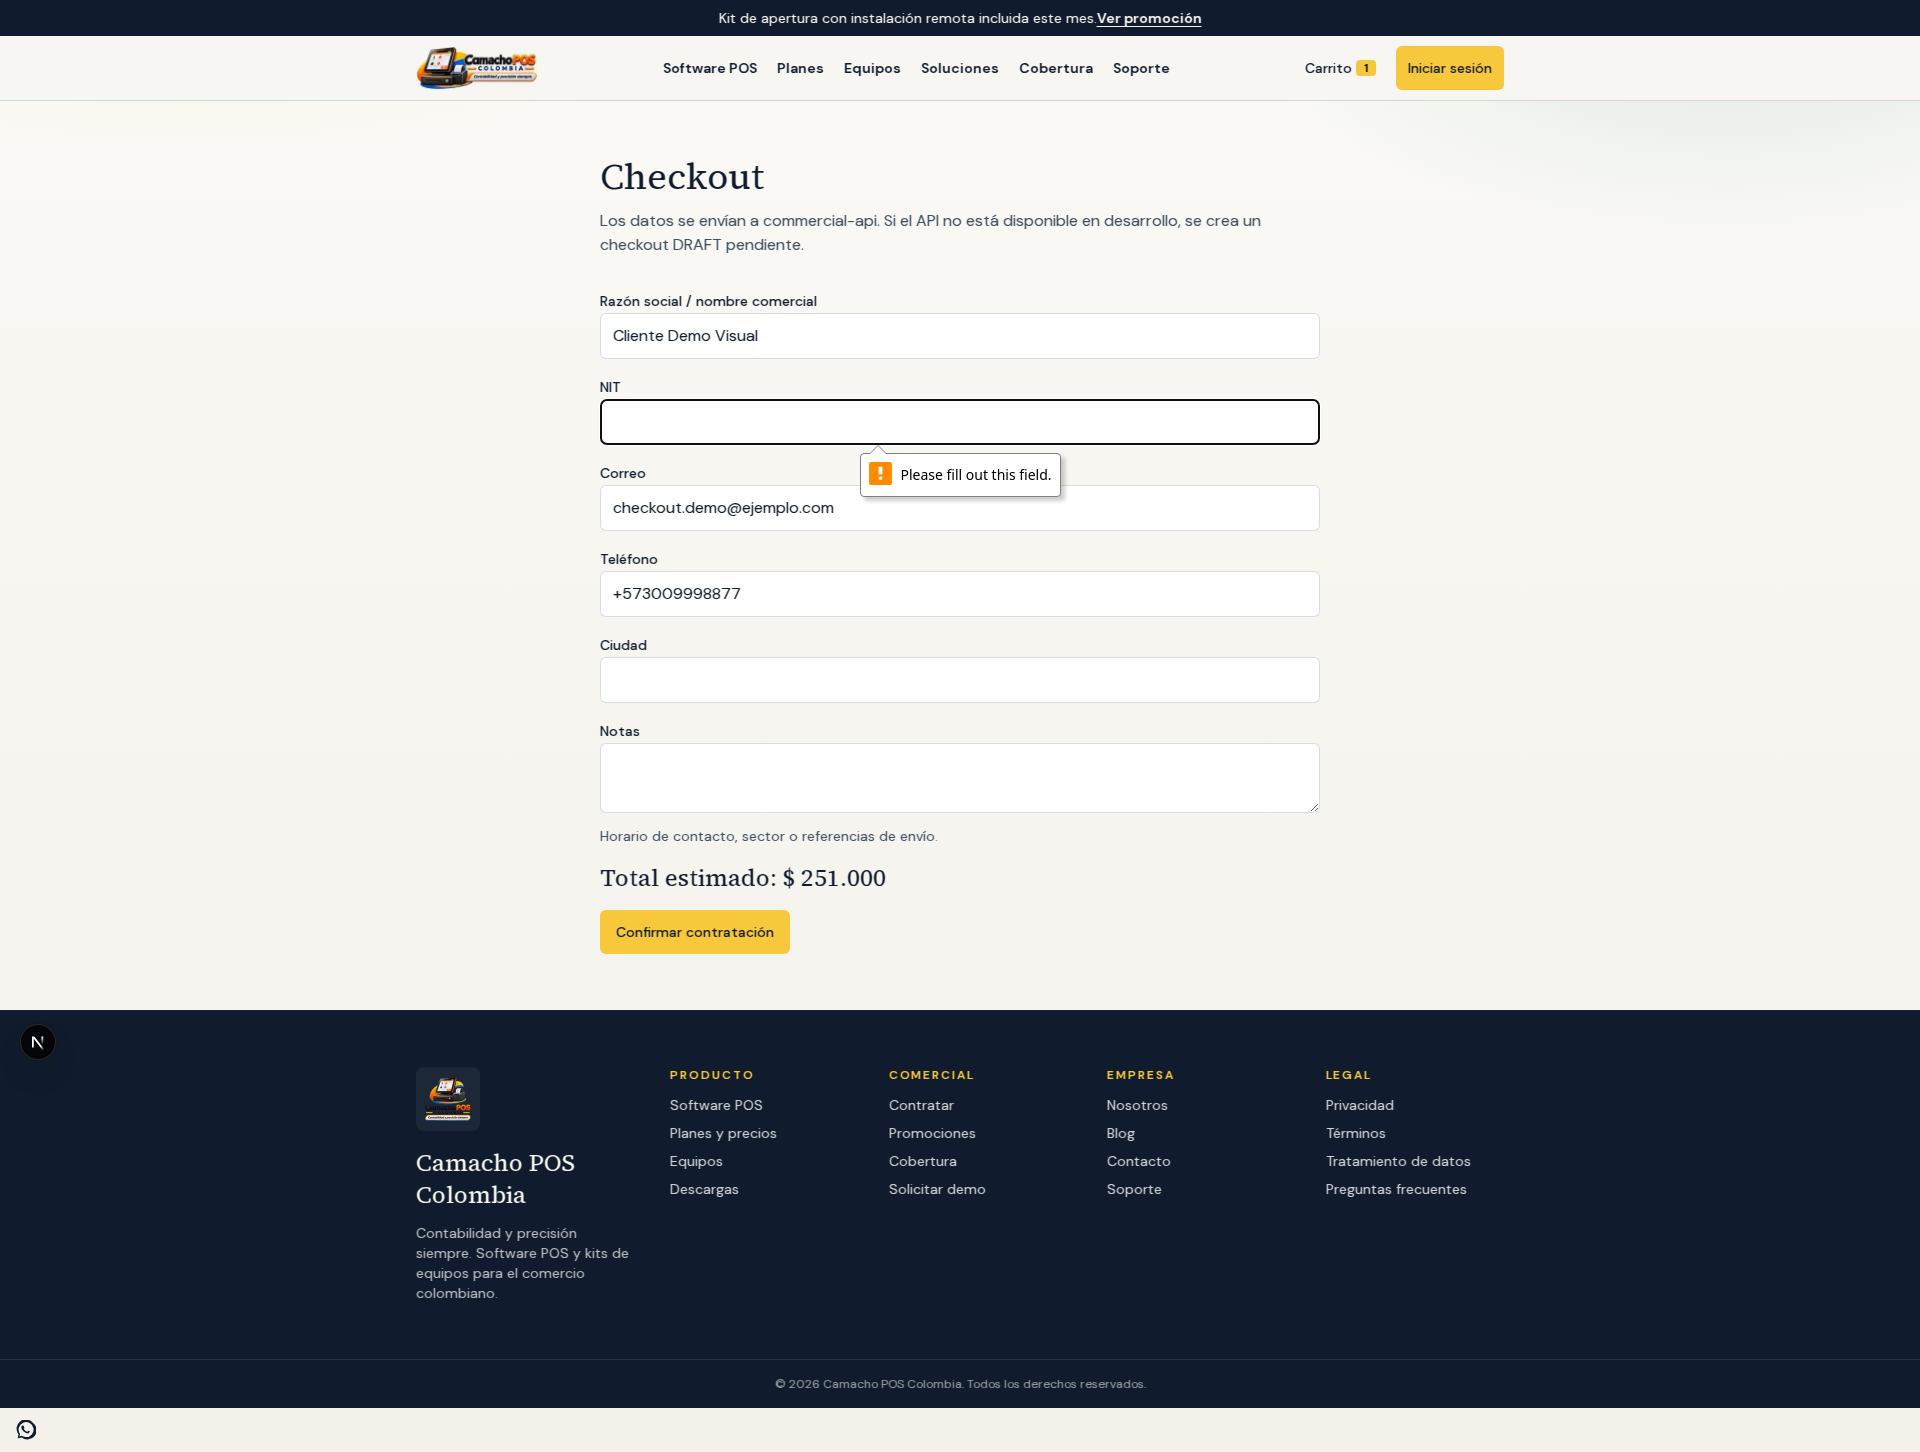 Kit de apertura con instalación remota incluida este mes.Ver promoción
CamachoPOS
COLOMBIA
Contabilidad y precisión siempre
Software POS Planes Equipos Soluciones Cobertura Soporte
Carrito 1 Iniciar sesión
Checkout
Los datos se envían a commercial-api. Si el API no está disponible en desarrollo, se crea un
checkout DRAFT pendiente.
Razón social / nombre comercial
Cliente Demo Visual
NIT
Please fill out this field.
Correo
checkout.demo@ejemplo.com
Teléfono
+573009998877
Ciudad
Notas
Horario de contacto, sector o referencias de envío.
Total estimado: $ 251.000
Confirmar contratación
N
Camacho POS
Colombia
Contabilidad y precisión
siempre. Software POS y kits de
equipos para el comercio
colombiano.
PRODUCTO
Software POS
Planes y precios
Equipos
Descargas
COMERCIAL
Contratar
Promociones
Cobertura
Solicitar demo
EMPRESA
Nosotros
Blog
Contacto
Soporte
LEGAL
Privacidad
Términos
Tratamiento de datos
Preguntas frecuentes
© 2026 Camacho POS Colombia. Todos los derechos reservados.